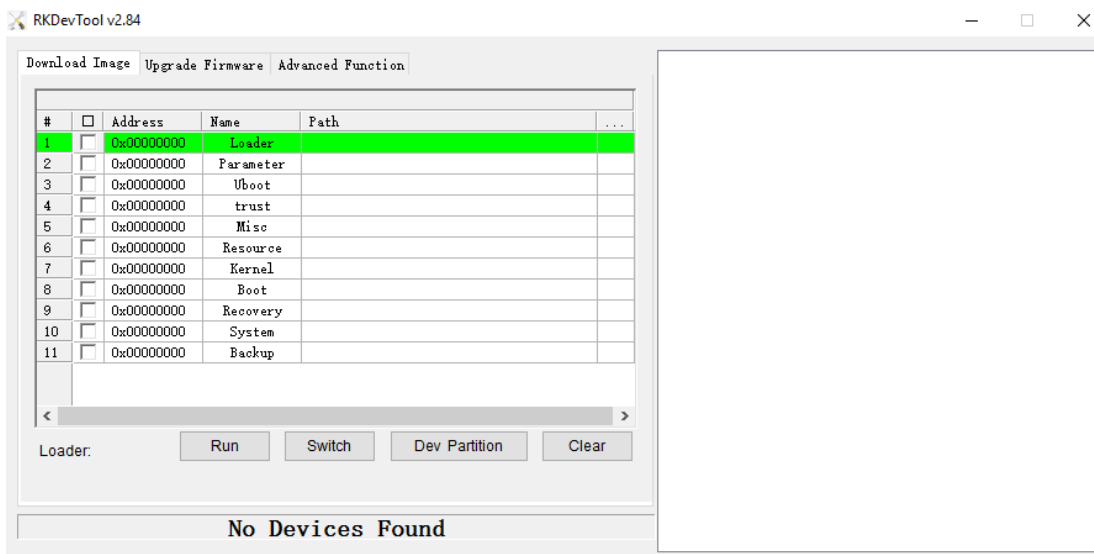 RKDevTool v2.84
Download Image Upgrade Firmware Advanced Function
# Address Name Path ...
1 0x00000000 Loader
2 0x00000000 Parameter
3 0x00000000 Uboot
4 0x00000000 trust
5 0x00000000 Misc
6 0x00000000 Resource
7 0x00000000 Kernel
8 0x00000000 Boot
9 0x00000000 Recovery
10 0x00000000 System
11 0x00000000 Backup
Loader: Run Switch Dev Partition Clear
No Devices Found